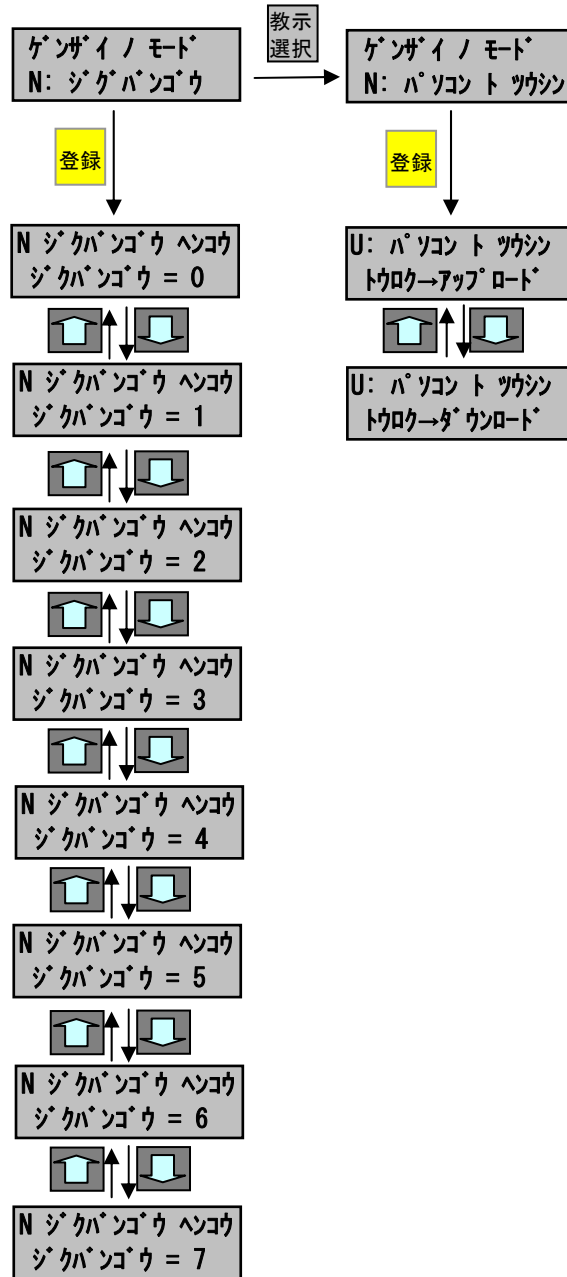 ｹﾞﾝｻﾞｲ ﾉ ﾓｰﾄﾞ
N: ｼﾞｸﾞﾊﾞﾝｺﾞｳ
登録
N ｼﾞｸﾊﾞﾝｺﾞｳ ﾍﾝｺｳ
ｼﾞｸﾊﾞﾝｺﾞｳ = 0
N ｼﾞｸﾊﾞﾝｺﾞｳ ﾍﾝｺｳ
ｼﾞｸﾊﾞﾝｺﾞｳ = 1
N ｼﾞｸﾊﾞﾝｺﾞｳ ﾍﾝｺｳ
ｼﾞｸﾊﾞﾝｺﾞｳ = 2
N ｼﾞｸﾊﾞﾝｺﾞｳ ﾍﾝｺｳ
ｼﾞｸﾊﾞﾝｺﾞｳ = 3
N ｼﾞｸﾊﾞﾝｺﾞｳ ﾍﾝｺｳ
ｼﾞｸﾊﾞﾝｺﾞｳ = 4
N ｼﾞｸﾊﾞﾝｺﾞｳ ﾍﾝｺｳ
ｼﾞｸﾊﾞﾝｺﾞｳ = 5
N ｼﾞｸﾊﾞﾝｺﾞｳ ﾍﾝｺｳ
ｼﾞｸﾊﾞﾝｺﾞｳ = 6
N ｼﾞｸﾊﾞﾝｺﾞｳ ﾍﾝｺｳ
ｼﾞｸﾊﾞﾝｺﾞｳ = 7
教示
選択
ｹﾞﾝｻﾞｲ ﾉ ﾓｰﾄﾞ
N: ﾊﾟｿｺﾝ ﾄ ﾂｳｼﾝ
登録
U: ﾊﾟｿｺﾝ ﾄ ﾂｳｼﾝ
ﾄｳﾛｸ→ｱｯﾌﾟﾛｰﾄﾞ
U: ﾊﾟｿｺﾝ ﾄ ﾂｳｼﾝ
ﾄｳﾛｸ→ﾀﾞｳﾝﾛｰﾄﾞ